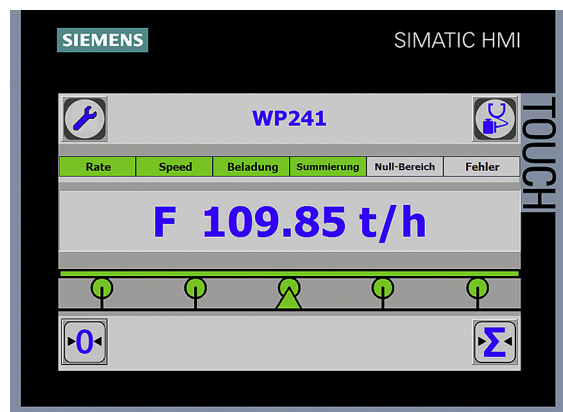 SIEMENS
SIMATIC HMI
TOUCH
WP241
Rate Speed Beladung Summierung Null-Bereich Fehler
F 109.85 t/h
0
Σ